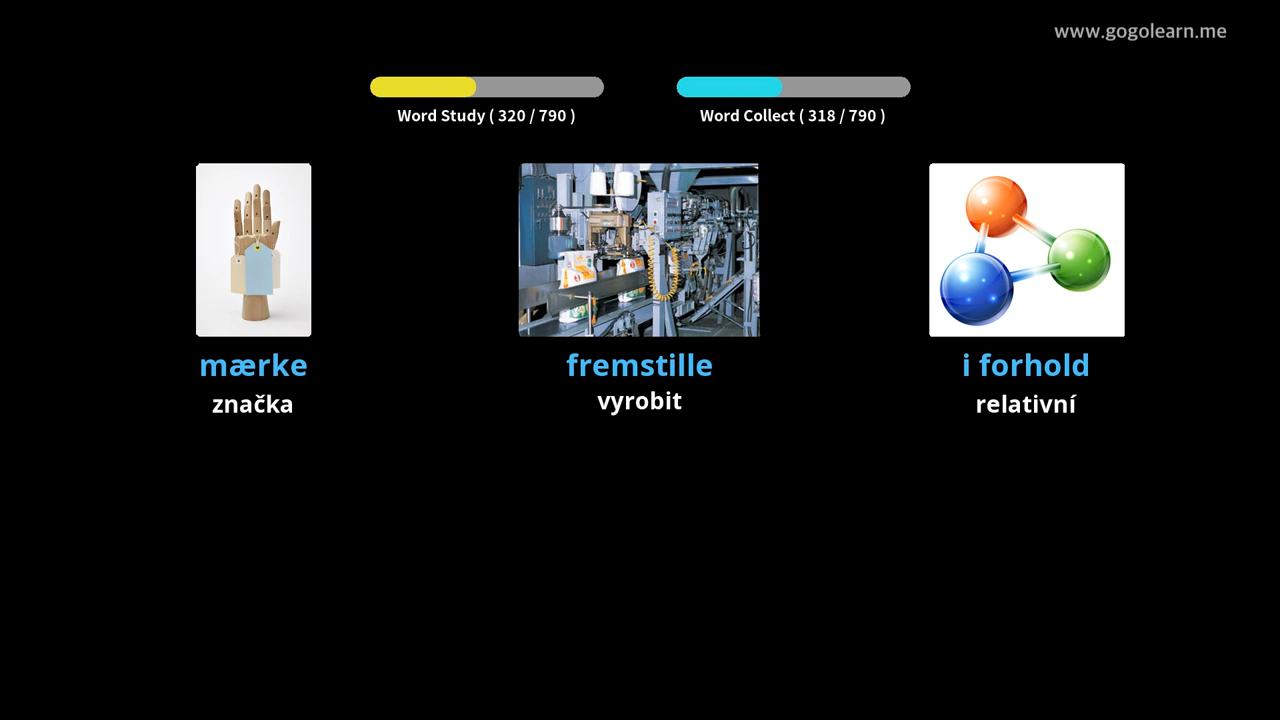 www.gogolearn.me
Word Study ( 320 / 790 )
Word Collect ( 318 / 790 )
mærke
značka
fremstille
vyrobit
i forhold
relativní